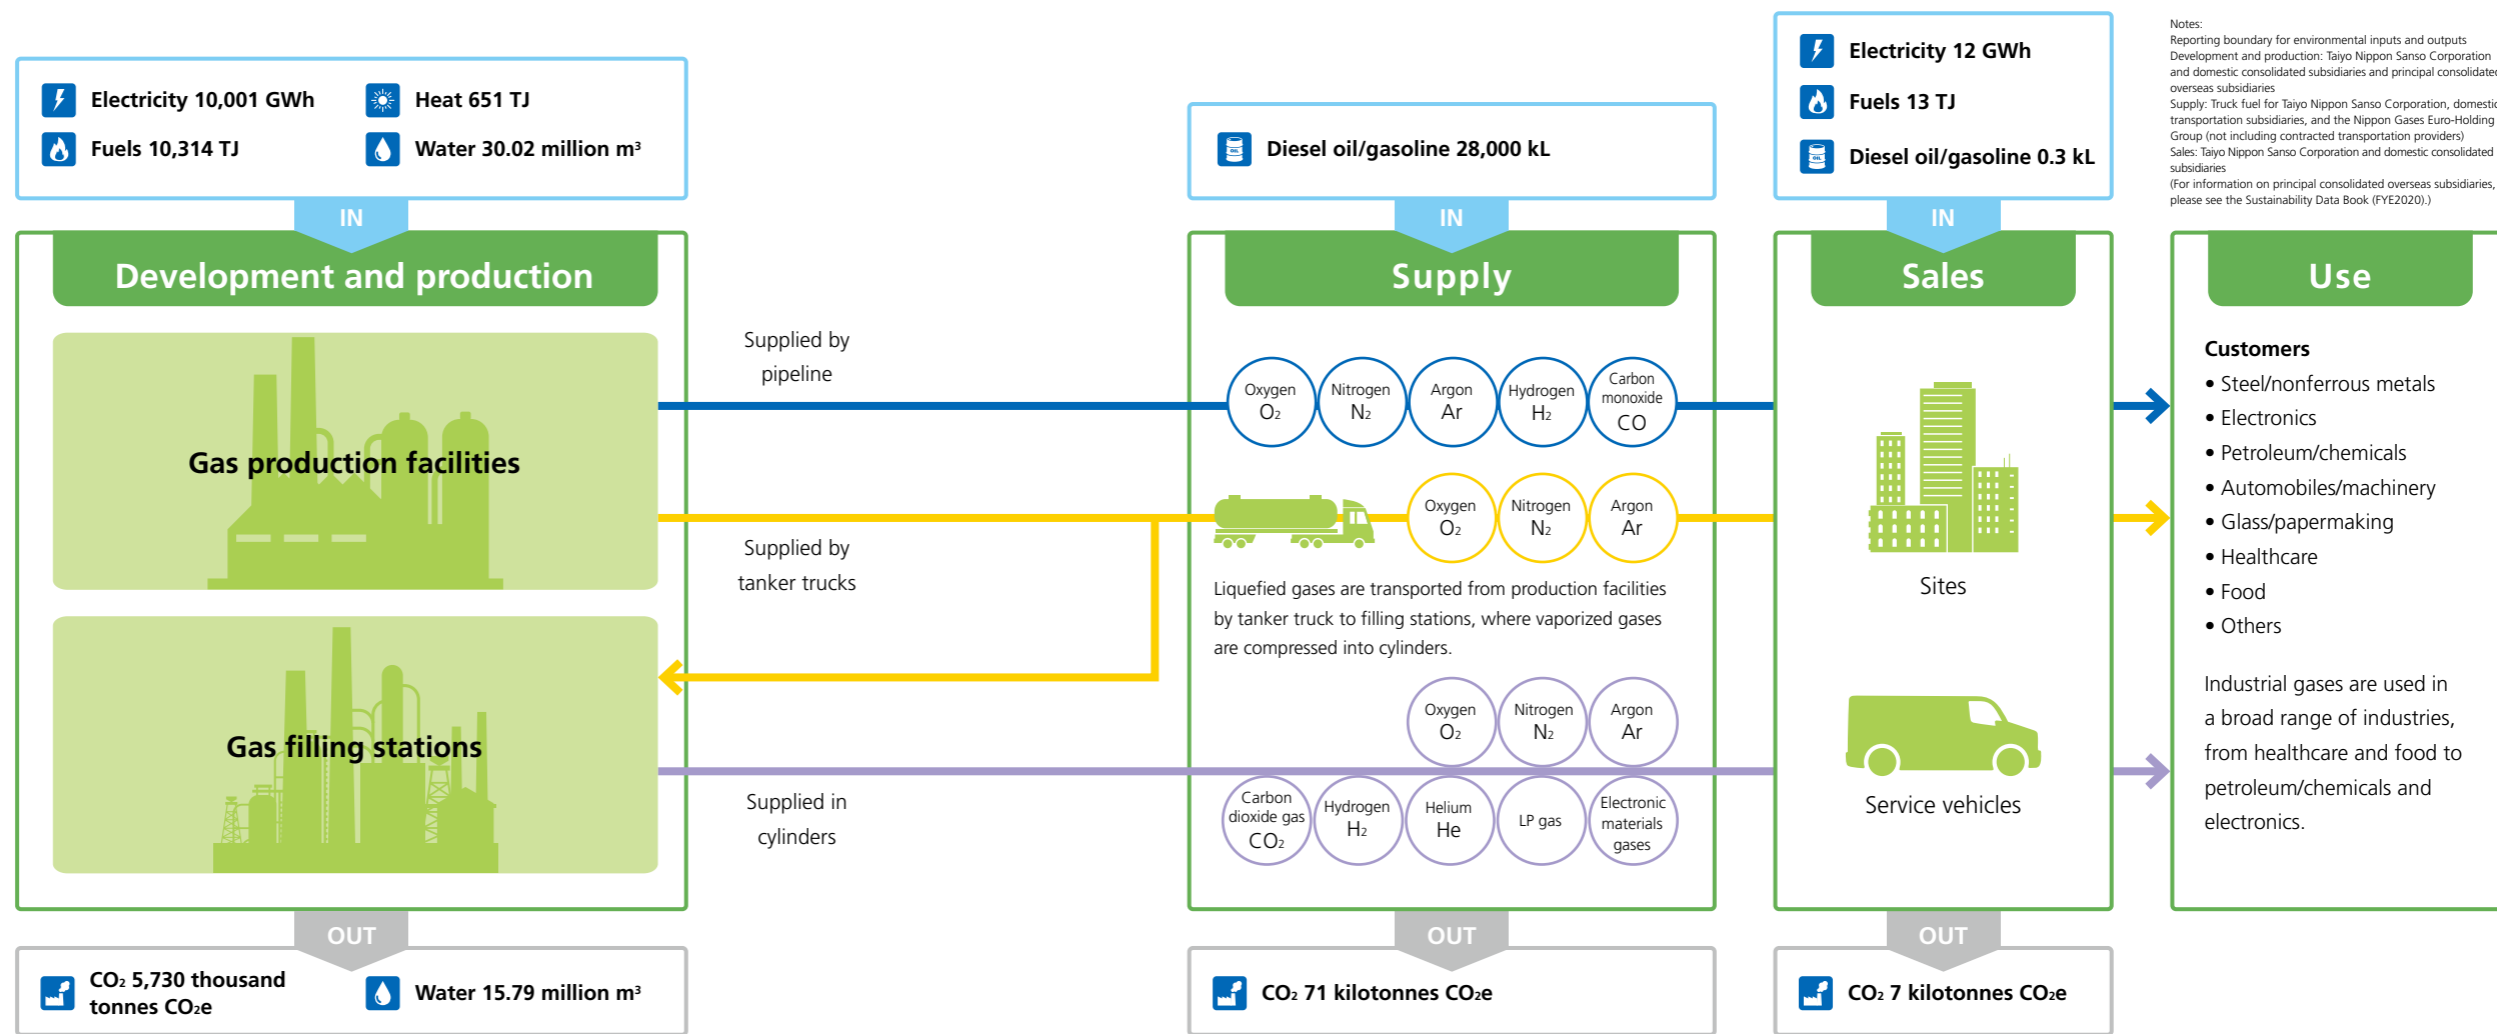 Electricity 10,001 GWh
Heat 651 TJ
Fuels 10,314 TJ
Water 30.02 million m³
IN
Development and production
Gas production facilities
Gas filling stations
OUT
CO₂ 5,730 thousand
tonnes CO₂e
Water 15.79 million m³
Supplied by
pipeline
Supplied by
tanker trucks
Supplied in
cylinders
Diesel oil/gasoline 28,000 kL
IN
Supply
Oxygen
O₂
Nitrogen
N₂
Argon
Ar
Hydrogen
H₂
Carbon
monoxide
CO
Oxygen
O₂
Nitrogen
N₂
Argon
Ar
Liquefied gases are transported from production facilities
by tanker truck to filling stations, where vaporized gases
are compressed into cylinders.
Oxygen
O₂
Nitrogen
N₂
Argon
Ar
Carbon
dioxide gas
CO₂
Hydrogen
H₂
Helium
He
LP gas
Electronic
materials
gases
OUT
CO₂ 71 kilotonnes CO₂e
Electricity 12 GWh
Fuels 13 TJ
OIL
Diesel oil/gasoline 0.3 kL
IN
Sales
Sites
Service vehicles
OUT
CO₂ 7 kilotonnes CO₂e
Notes:
Reporting boundary for environmental inputs and outputs
Development and production: Taiyo Nippon Sanso Corporation
and domestic consolidated subsidiaries and principal consolidated
overseas subsidiaries
Supply: Truck fuel for Taiyo Nippon Sanso Corporation, domestic
transportation subsidiaries, and the Nippon Gases Euro-Holding
Group (not including contracted transportation providers)
Sales: Taiyo Nippon Sanso Corporation and domestic consolidated
subsidiaries
(For information on principal consolidated overseas subsidiaries,
please see the Sustainability Data Book (FYE2020).)
Use
Customers
• Steel/nonferrous metals
• Electronics
• Petroleum/chemicals
• Automobiles/machinery
• Glass/papermaking
• Healthcare
• Food
• Others
Industrial gases are used in
a broad range of industries,
from healthcare and food to
petroleum/chemicals and
electronics.